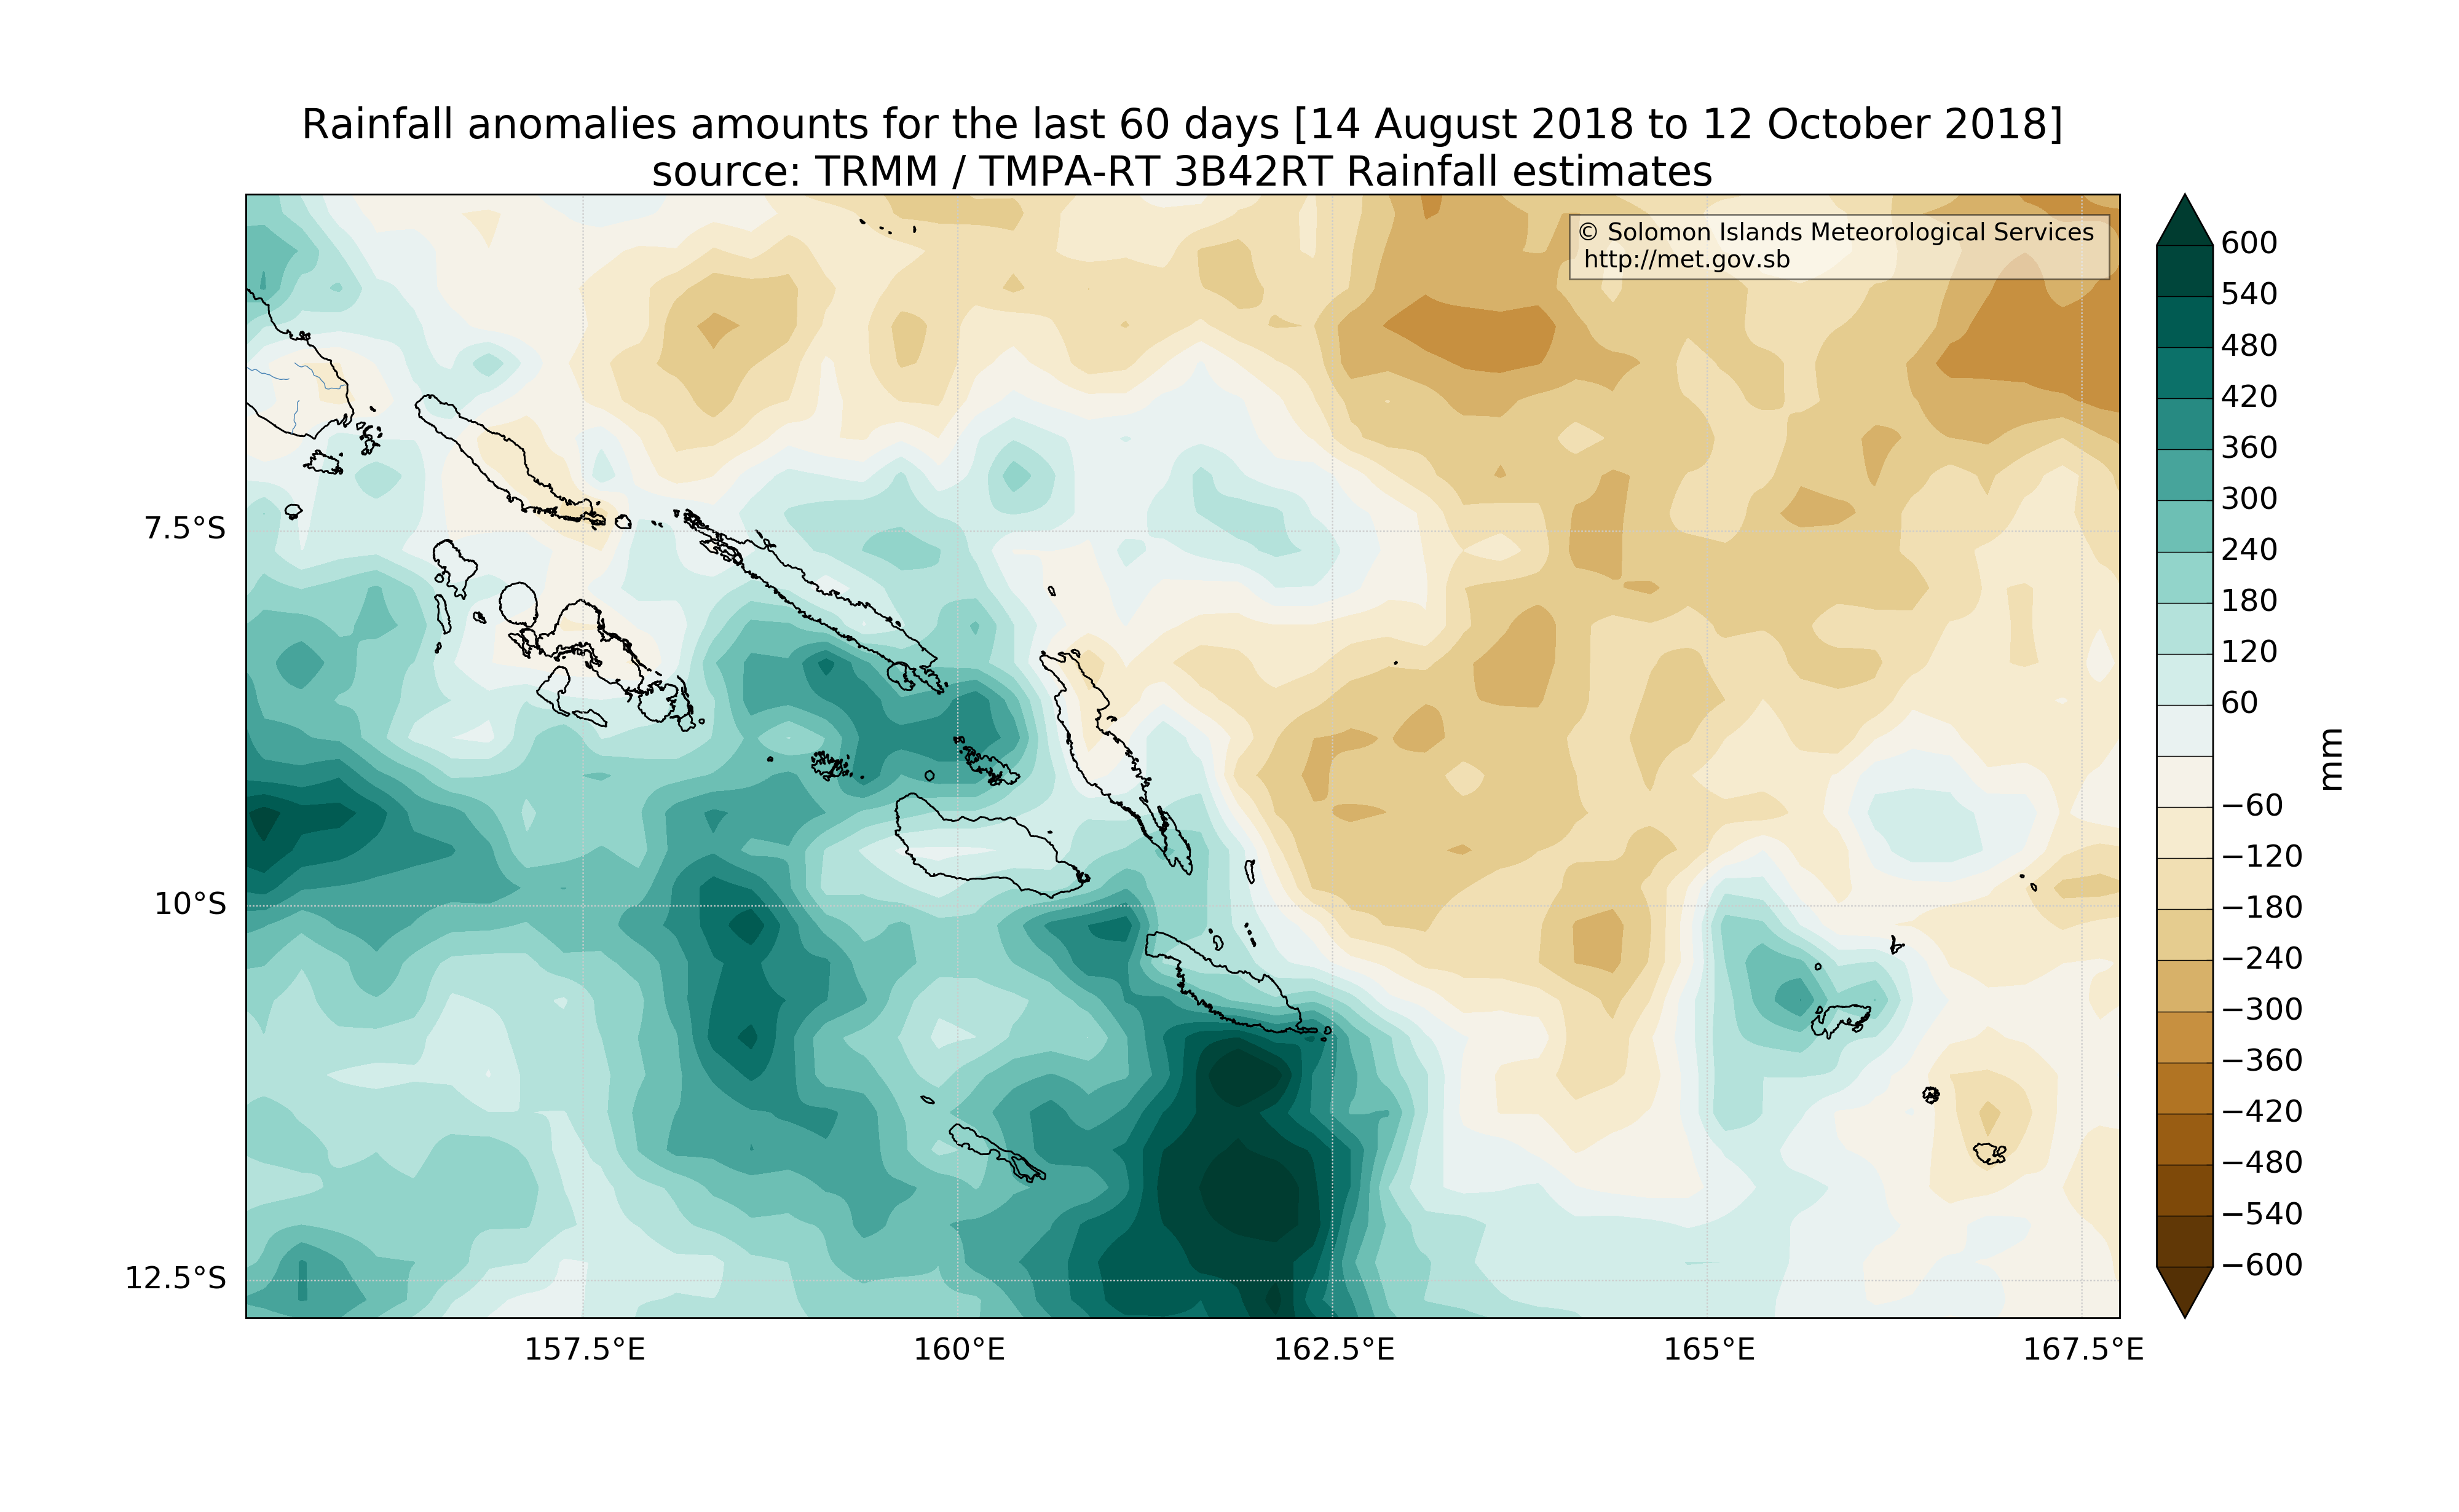 Rainfall anomalies amounts for the last 60 days [14 August 2018 to 12 October 2018]
source: TRMM / TMPA-RT 3B42RT Rainfall estimates
© Solomon Islands Meteorological Services
http://met.gov.sb
7.5°S
10°S
12.5°S
157.5°E
160°E
162.5°E
165°E
167.5°E
600
540
480
420
360
300
240
180
120
60
−60
−120
−180
−240
−300
−360
−420
−480
−540
−600
mm